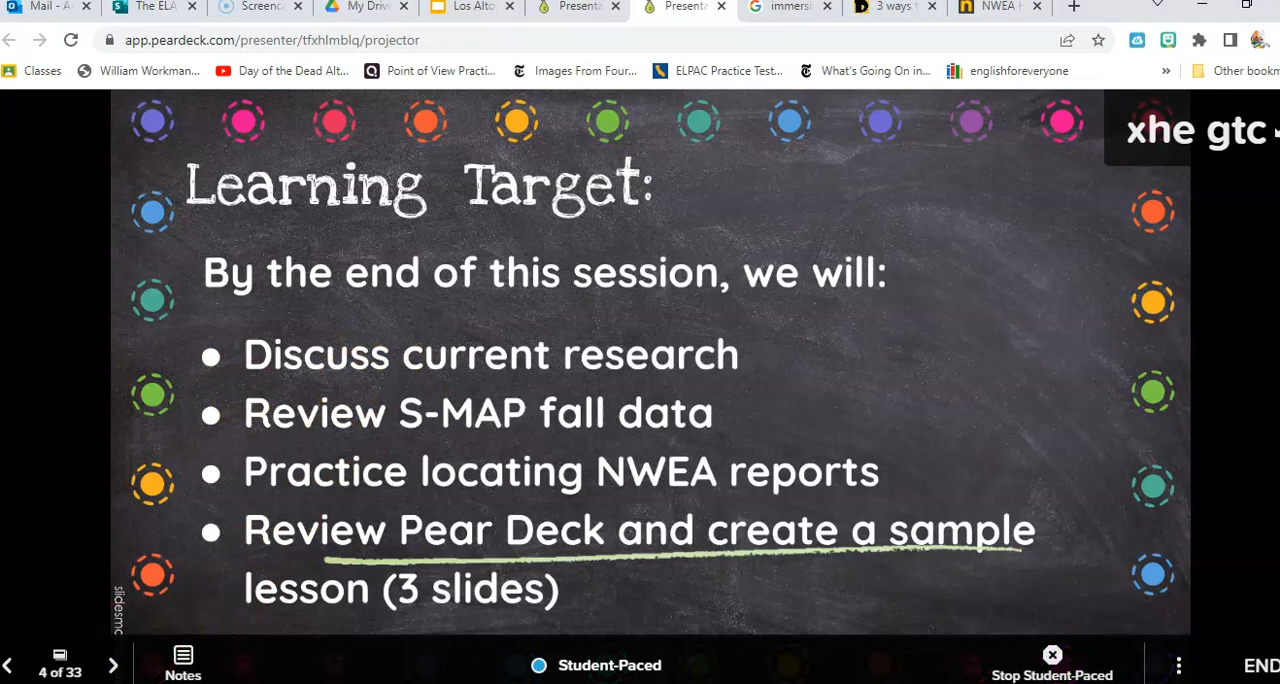 Mail - A
The ELA
Screenca
My Driv
Los Alto
Presenta
Presenta
immersi
3 ways t
NWEA H
app.peardeck.com/presenter/tfxhlmblq/projector
Classes
William Workman...
Day of the Dead Alt...
Point of View Practi...
Images From Four...
ELPAC Practice Test...
What's Going On in...
englishforeveryone
»
Other bookm
xhe gtc
Learning Target:
By the end of this session, we will:
● Discuss current research
● Review S-MAP fall data
● Practice locating NWEA reports
● Review Pear Deck and create a sample
lesson (3 slides)
slidesma
4 of 33
Notes
Student-Paced
Stop Student-Paced
END